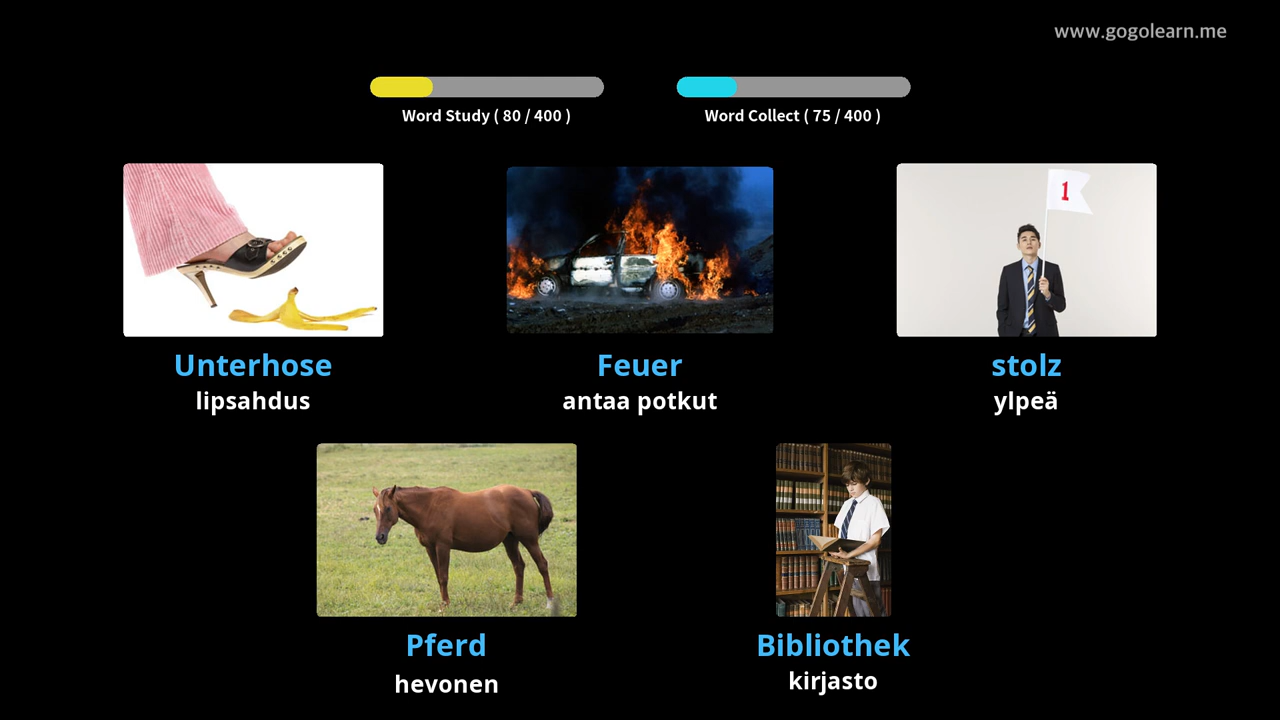 www.gogolearn.me
Word Study ( 80 / 400 )
Word Collect ( 75 / 400 )
Unterhose
lipsahdus
Feuer
antaa potkut
1
stolz
ylpeä
Pferd
hevonen
Bibliothek
kirjasto